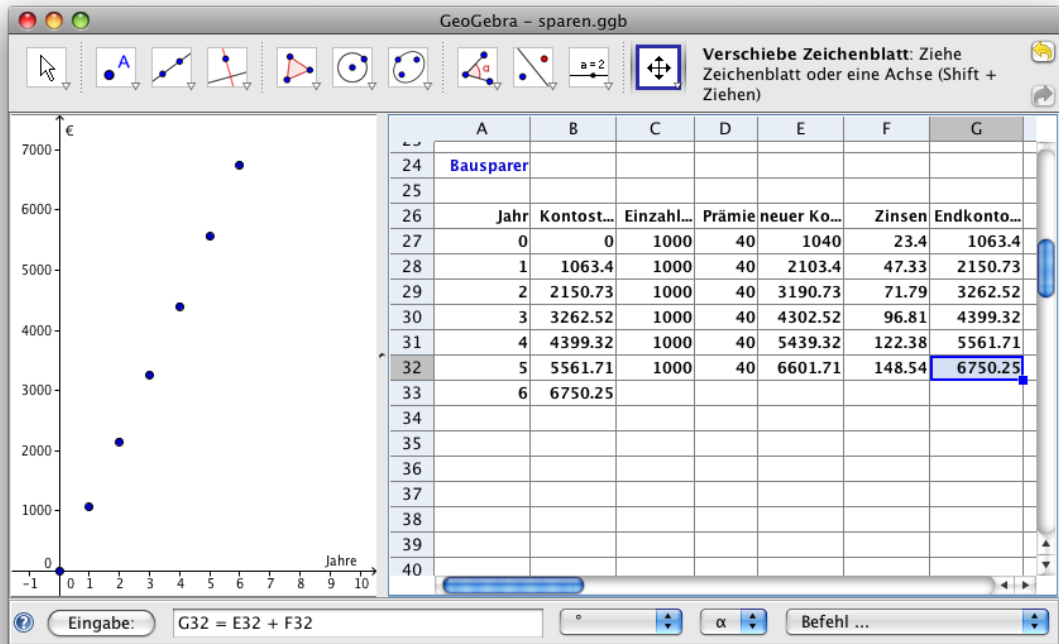 GeoGebra – sparen.ggb
A
α
a = 2
Verschiebe Zeichenblatt: Ziehe
Zeichenblatt oder eine Achse (Shift +
Ziehen)
€
7000
6000
5000
4000
3000
2000
1000
0
Jahre
-1 0 1 2 3 4 5 6 7 8 9 10
A B C D E F G
24 Bausparer
25
26 Jahr Kontost... Einzahl... Prämie neuer Ko... Zinsen Endkonto...
27 0 0 1000 40 1040 23.4 1063.4
28 1 1063.4 1000 40 2103.4 47.33 2150.73
29 2 2150.73 1000 40 3190.73 71.79 3262.52
30 3 3262.52 1000 40 4302.52 96.81 4399.32
31 4 4399.32 1000 40 5439.32 122.38 5561.71
32 5 5561.71 1000 40 6601.71 148.54 6750.25
33 6 6750.25
34
35
36
37
38
39
40
? Eingabe: G32 = E32 + F32 ° α Befehl ...